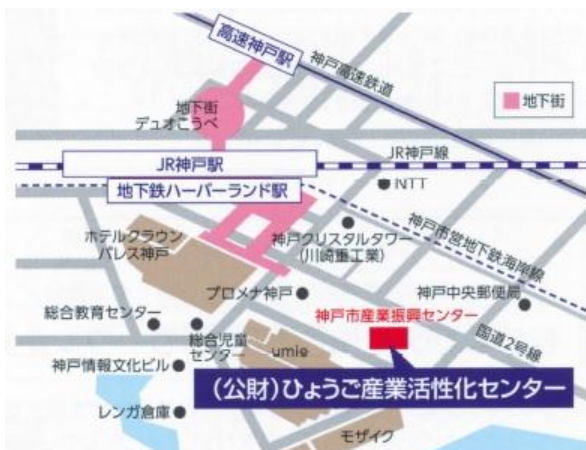 高速神戸駅
神戸高速鉄道
地下街
地下街
デュオこうべ
JR神戸駅
JR神戸線
地下鉄ハーバーランド駅
NTT
神戸市営地下鉄海岸線
ホテルクラウン
パレス神戸
神戸クリスタルタワー
(川崎重工業)
プロメナ神戸
神戸中央郵便局
総合教育センター
神戸市産業振興センター
国道2号線
総合児童
センター
umie
神戸情報文化ビル
(公財)ひょうご産業活性化センター
レンガ倉庫
モザイク